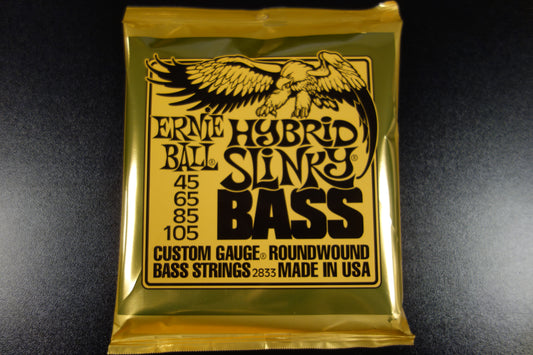 ERNIE BALL®
HYBRID SLINKY®
BASS
45
65
85
105
CUSTOM GAUGE® ROUNDWOUND
BASS STRINGS 2833 MADE IN USA